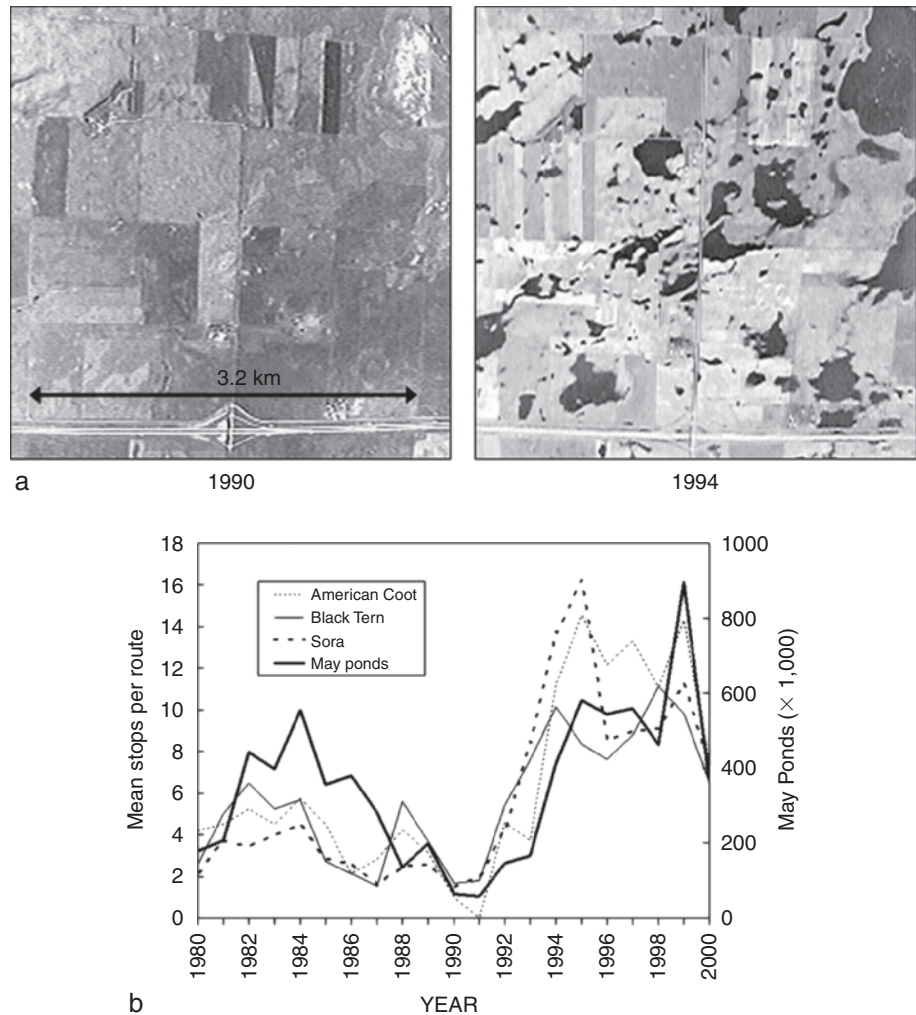 3.2 km
a
1990
1994
18
16
14
12
10
8
6
4
2
0
Mean stops per route
American Coot
Black Tern
Sora
May ponds
1000
800
600
400
200
0
May Ponds (× 1,000)
1980
1982
1984
1986
1988
1990
1992
1994
1996
1998
2000
b
YEAR